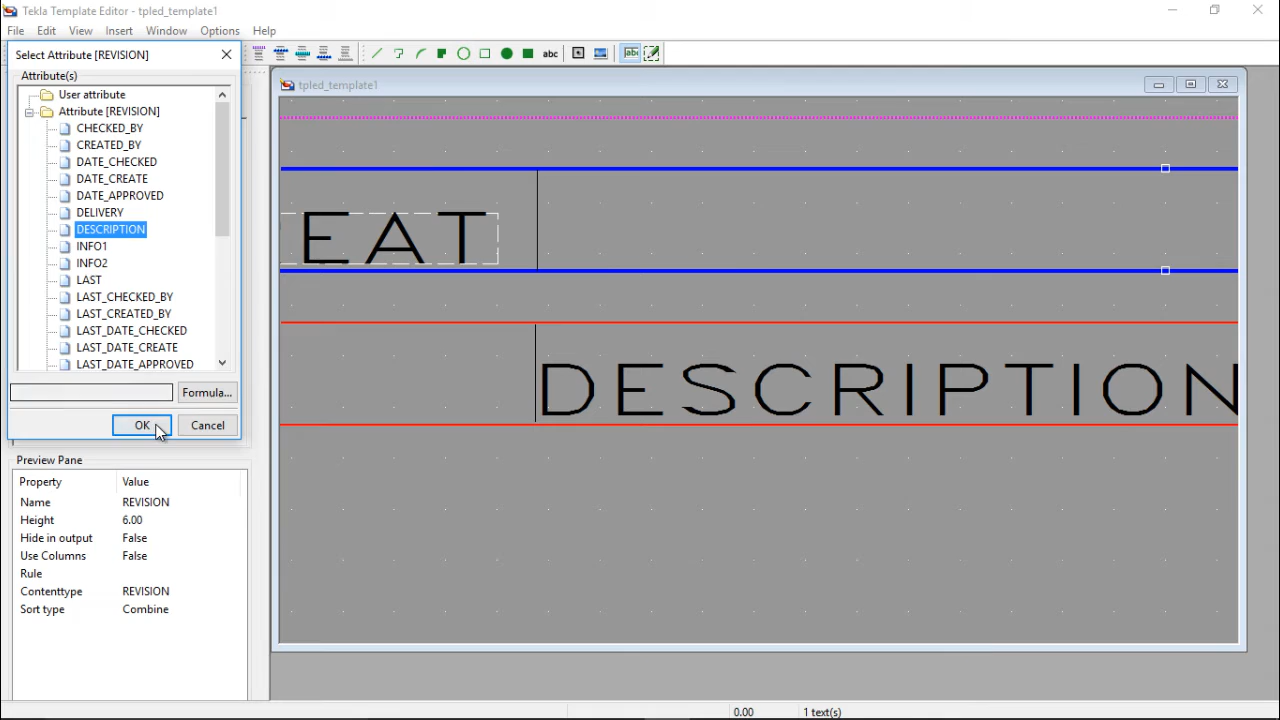 Tekla Template Editor - tpled_template1
File Edit View Insert Window Options Help
abc abc
Select Attribute [REVISION]
Attribute(s)
User attribute
Attribute [REVISION]
CHECKED_BY
CREATED_BY
DATE_CHECKED
DATE_CREATE
DATE_APPROVED
DELIVERY
DESCRIPTION
INFO1
INFO2
LAST
LAST_CHECKED_BY
LAST_CREATED_BY
LAST_DATE_CHECKED
LAST_DATE_CREATE
LAST_DATE_APPROVED
Formula...
OK Cancel
Preview Pane
Property Value
Name REVISION
Height 6.00
Hide in output False
Use Columns False
Rule
Contenttype REVISION
Sort type Combine
tpled_template1
EAT
DESCRIPTION
0.00 1 text(s)